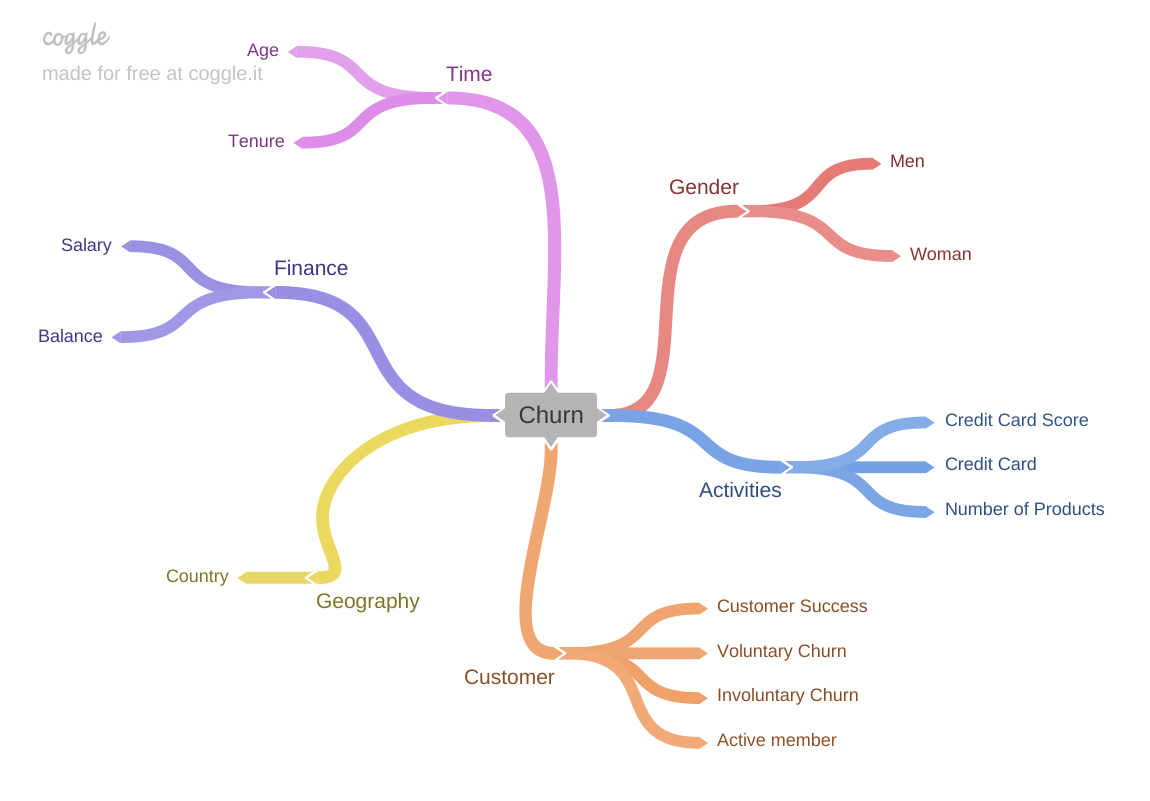 coggle
made for free at coggle.it
Age
Time
Tenure
Men
Gender
Woman
Salary
Finance
Balance
Churn
Credit Card Score
Credit Card
Activities
Number of Products
Country
Geography
Customer Success
Voluntary Churn
Customer
Involuntary Churn
Active member